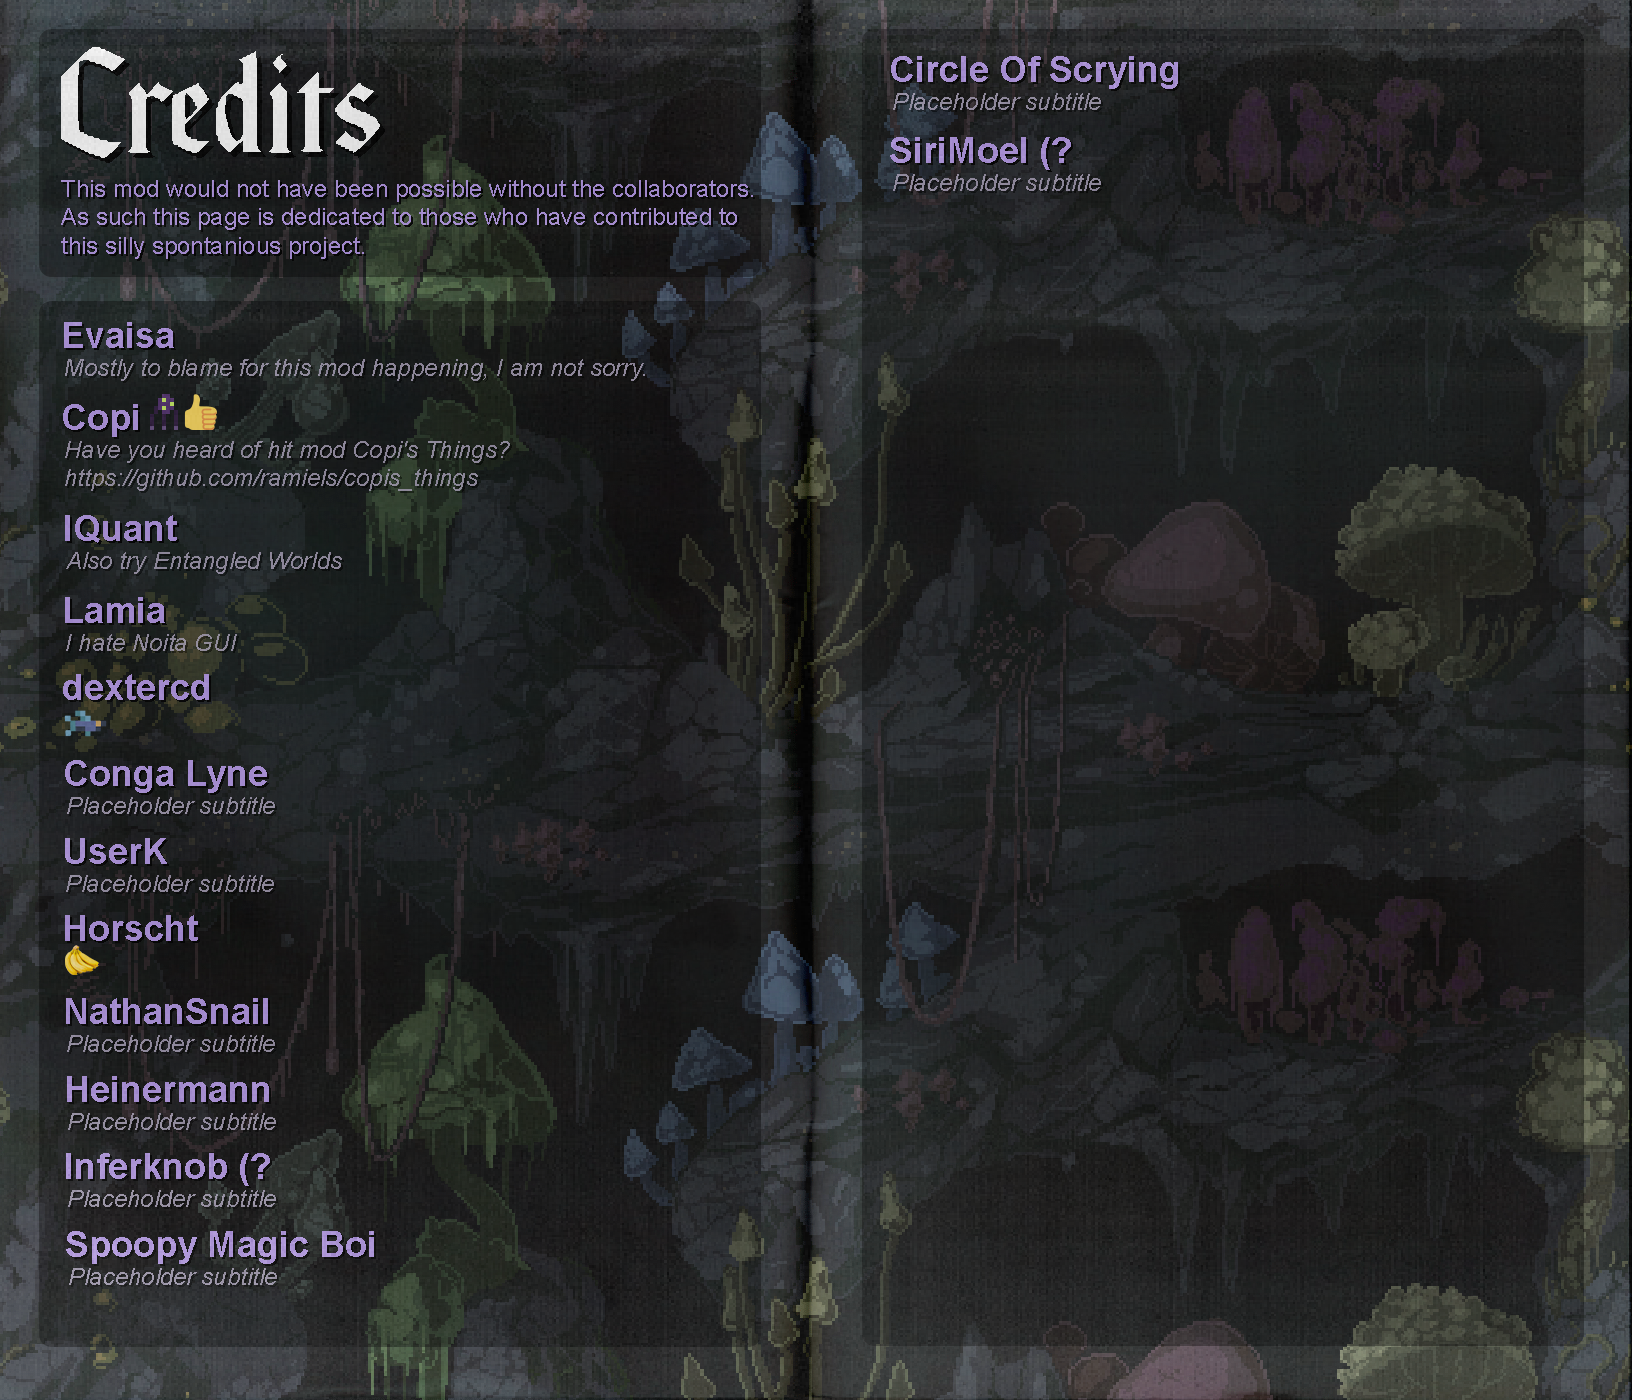 Credits
This mod would not have been possible without the collaborators.
As such this page is dedicated to those who have contributed to
this silly spontanious project.
Evaisa
Mostly to blame for this mod happening, I am not sorry.
Copi
Have you heard of hit mod Copi's Things?
https://github.com/ramiels/copis_things
IQuant
Also try Entangled Worlds
Lamia
I hate Noita GUI
dextercd
Conga Lyne
Placeholder subtitle
UserK
Placeholder subtitle
Horscht
NathanSnail
Placeholder subtitle
Heinermann
Placeholder subtitle
Inferknob (?
Placeholder subtitle
Spoopy Magic Boi
Placeholder subtitle
Circle Of Scrying
Placeholder subtitle
SiriMoel (?
Placeholder subtitle